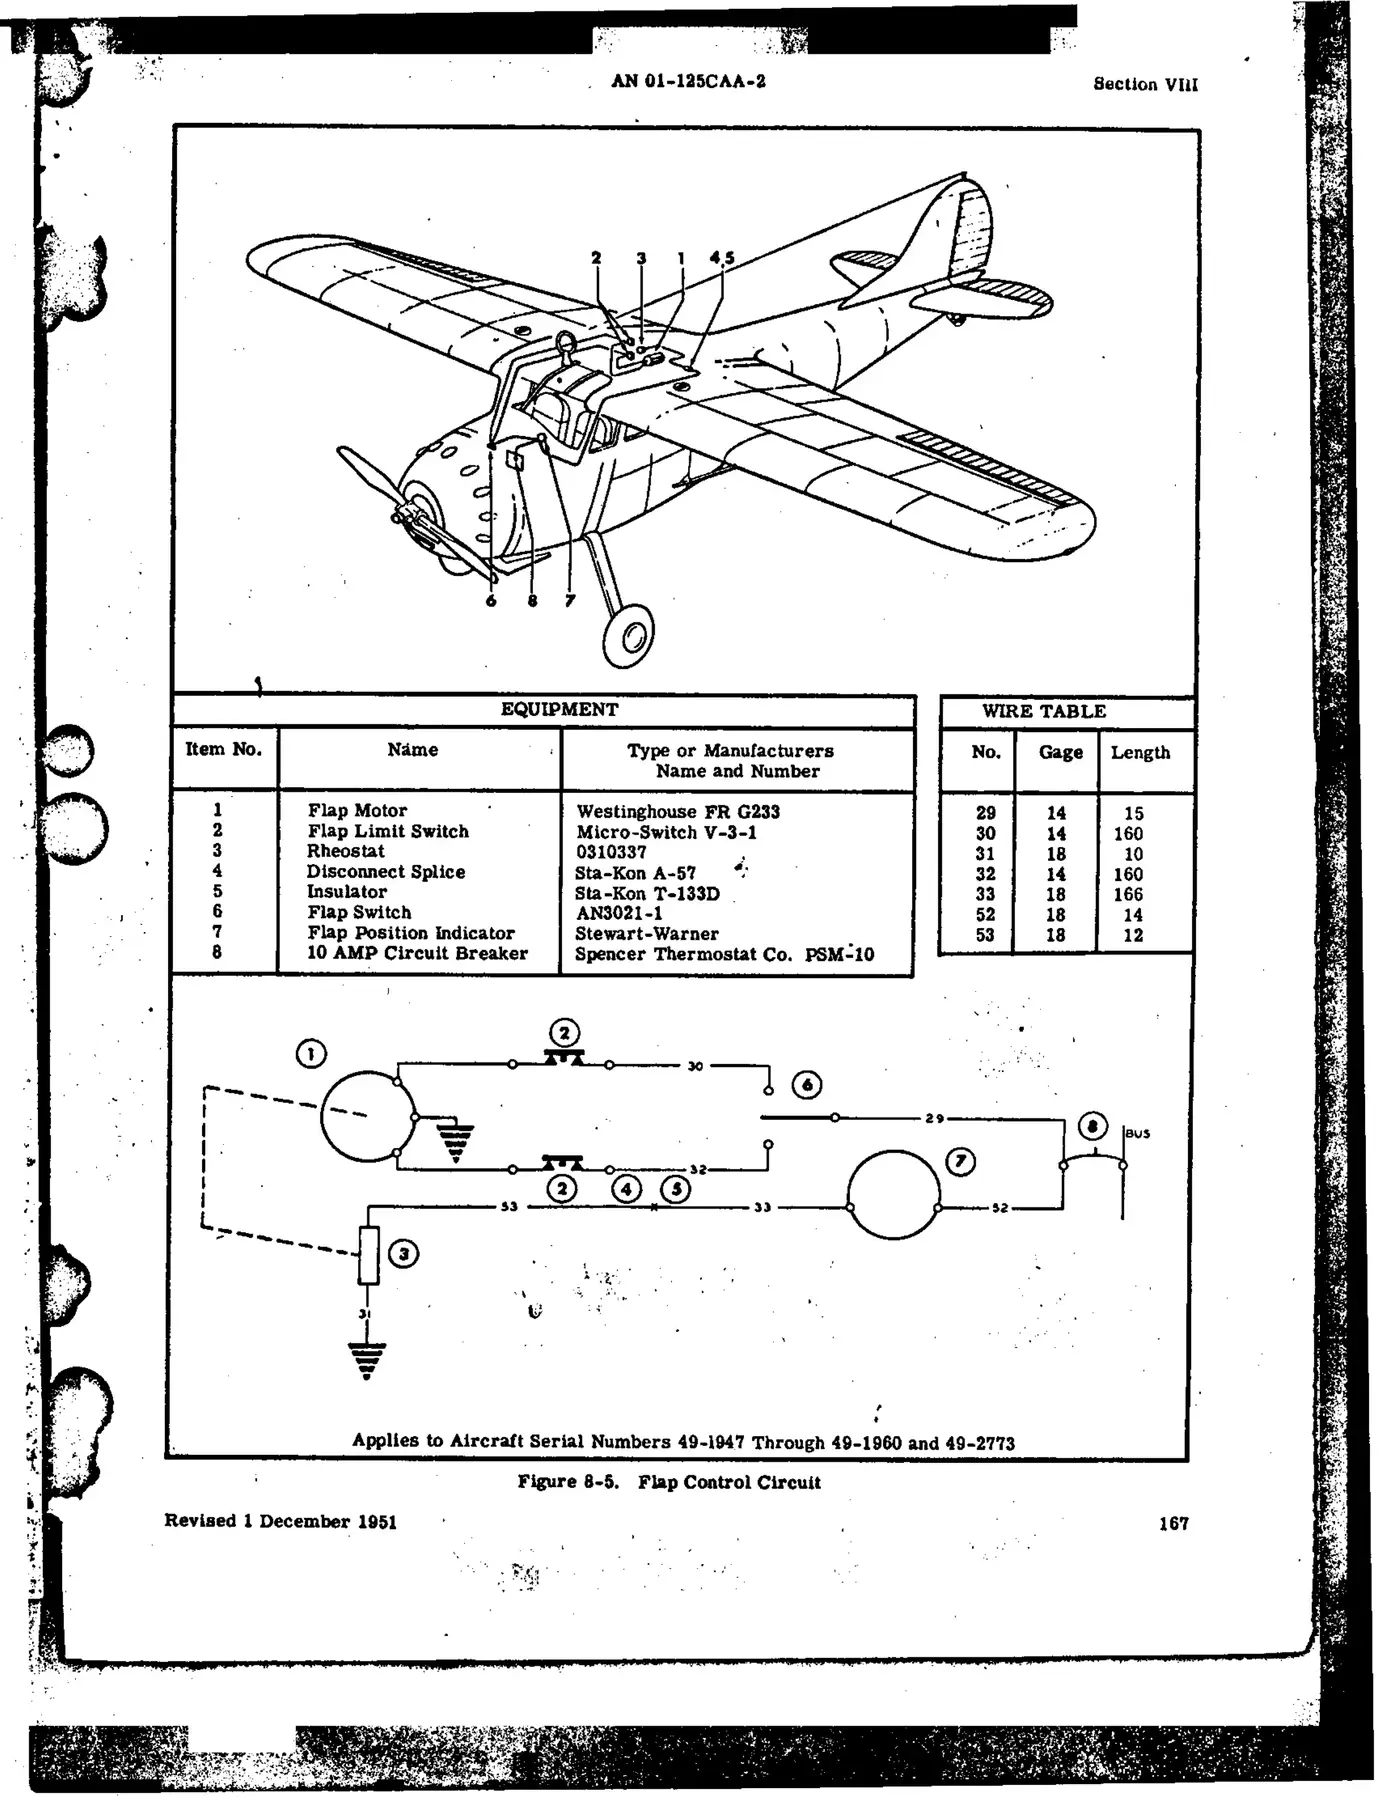 AN 01-125CAA-2
Section VIII
2 3 1 4,5
6 8 7
EQUIPMENT
Item No. Name Type or Manufacturers Name and Number
1 Flap Motor Westinghouse FR G233
2 Flap Limit Switch Micro-Switch V-3-1
3 Rheostat 0310337
4 Disconnect Splice Sta-Kon A-57
5 Insulator Sta-Kon T-133D
6 Flap Switch AN3021-1
7 Flap Position Indicator Stewart-Warner
8 10 AMP Circuit Breaker Spencer Thermostat Co. PSM-10
WIRE TABLE
No. Gage Length
29 14 15
30 14 160
31 18 10
32 14 160
33 18 166
52 18 14
53 18 12
1
2
30
6
29
8
BUS
32
7
2 4 5
53
33
52
3
31
Applies to Aircraft Serial Numbers 49-1947 Through 49-1960 and 49-2773
Figure 8-5. Flap Control Circuit
Revised 1 December 1951
167